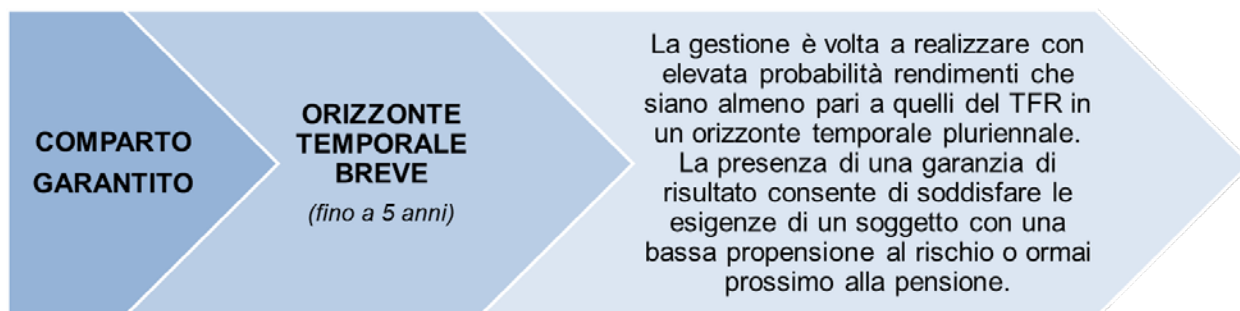 COMPARTO
GARANTITO
ORIZZONTE
TEMPORALE
BREVE
(fino a 5 anni)
La gestione è volta a realizzare con
elevata probabilità rendimenti che
siano almeno pari a quelli del TFR in
un orizzonte temporale pluriennale.
La presenza di una garanzia di
risultato consente di soddisfare le
esigenze di un soggetto con una
bassa propensione al rischio o ormai
prossimo alla pensione.